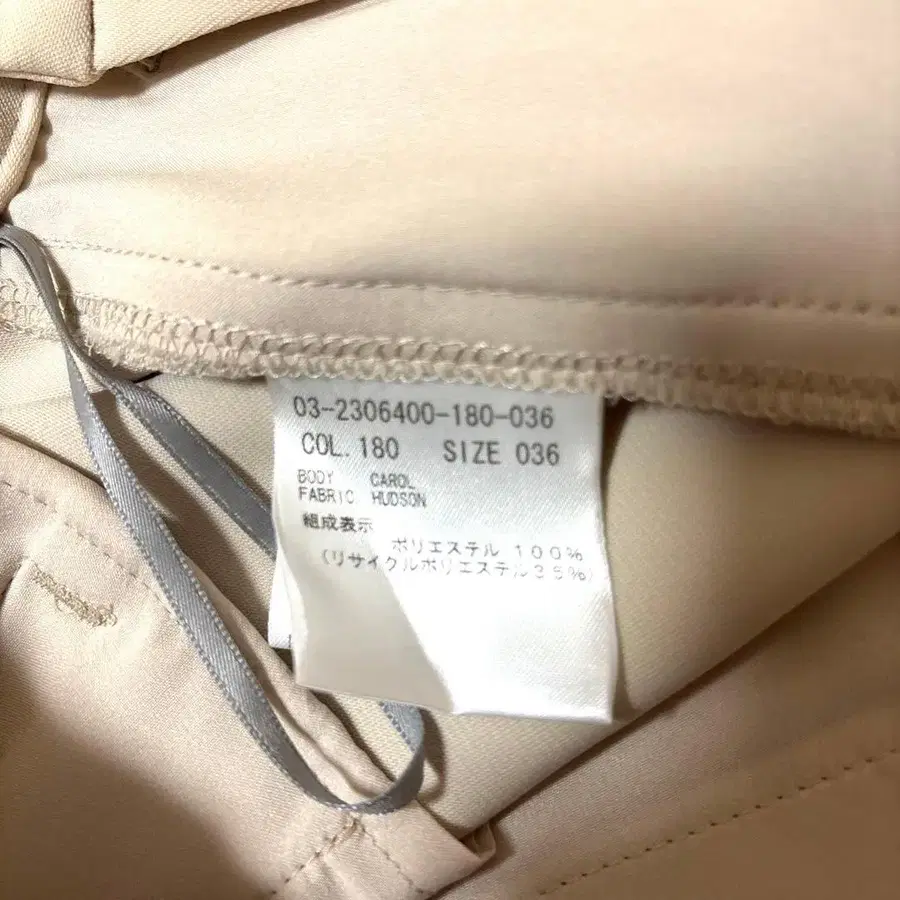 03-2306400-180-036
COL. 180 SIZE 036
BODY CAROL
FABRIC HUDSON
組成表示
ポリエステル 100%
(リサイクルポリエステル35%)